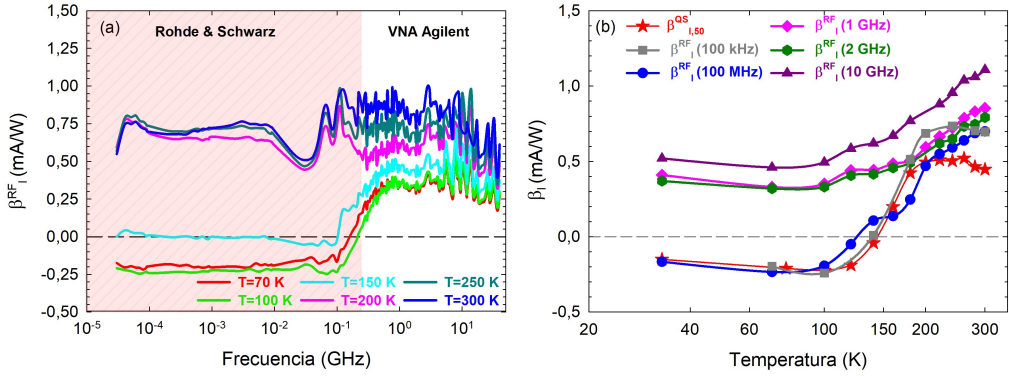 (a)
Rohde & Schwarz
VNA Agilent
1,50
1,25
1,00
0,75
0,50
0,25
0,00
-0,25
-0,50
β^RF_I (mA/W)
T=70 K
T=150 K
T=250 K
T=100 K
T=200 K
T=300 K
10^-5
10^-4
10^-3
10^-2
10^-1
10^0
10^1
Frecuencia (GHz)
(b)
β^QS_I,50
β^RF_I (1 GHz)
β^RF_I (100 kHz)
β^RF_I (2 GHz)
β^RF_I (100 MHz)
β^RF_I (10 GHz)
1,5
1,0
0,5
0,0
-0,5
β_I (mA/W)
20
40
60
80
100
150
200
300
Temperatura (K)